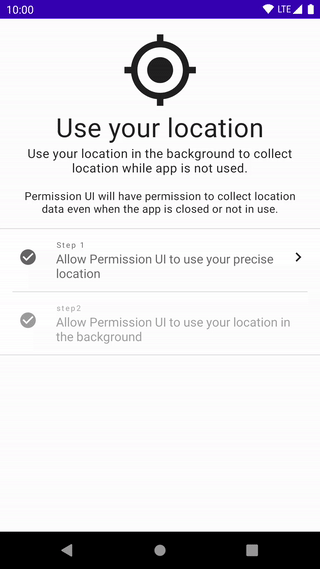 10:00
LTE
Use your location
Use your location in the background to collect
location while app is not used.
Permission UI will have permission to collect location
data even when the app is closed or not in use.
Step 1
Allow Permission UI to use your precise
location
step2
Allow Permission UI to use your location in
the background